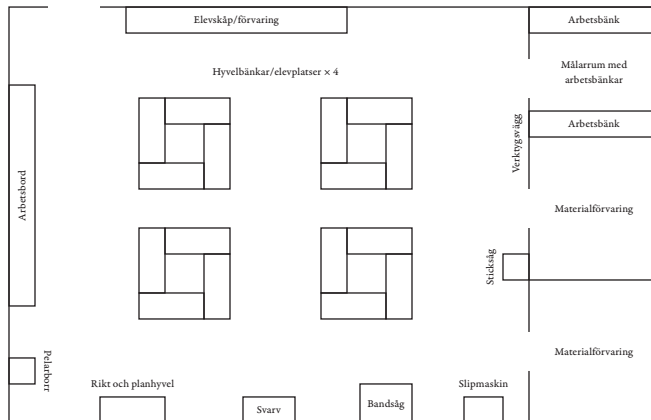 Elevskåp/förvaring
Arbetsbänk
Hyvelbänkar/elevplatser × 4
Målarrum med
arbetsbänkar
Arbetsbänk
Verktygsvägg
Arbetsbord
Materialförvaring
Sticksåg
Materialförvaring
Pelarborr
Rikt och planhyvel
Svarv
Bandsåg
Slipmaskin